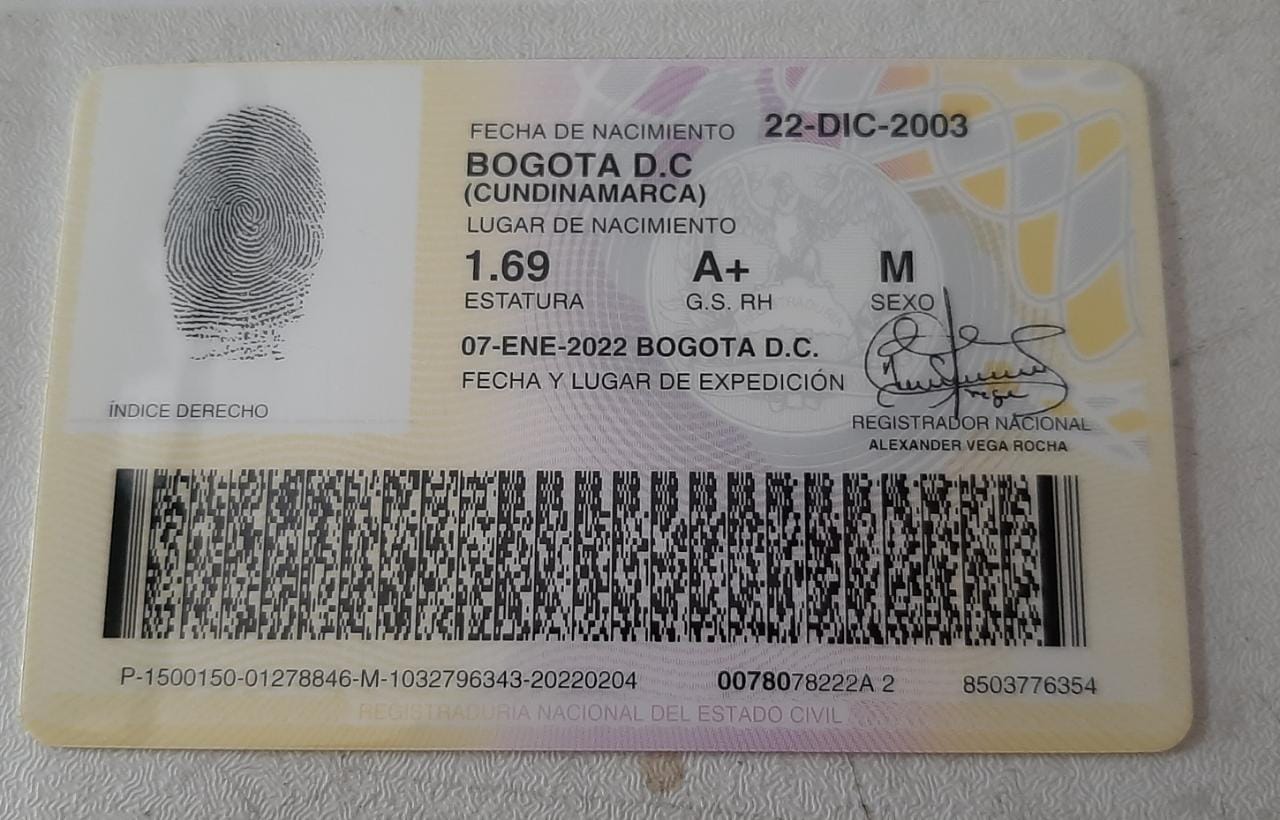 FECHA DE NACIMIENTO 22-DIC-2003
BOGOTA D.C
(CUNDINAMARCA)
LUGAR DE NACIMIENTO
1.69 A+ M
ESTATURA G.S. RH SEXO
07-ENE-2022 BOGOTA D.C.
FECHA Y LUGAR DE EXPEDICIÓN
ÍNDICE DERECHO
REGISTRADOR NACIONAL
ALEXANDER VEGA ROCHA
P-1500150-01278846-M-1032796343-20220204 0078078222A 2 8503776354
REGISTRADURIA NACIONAL DEL ESTADO CIVIL